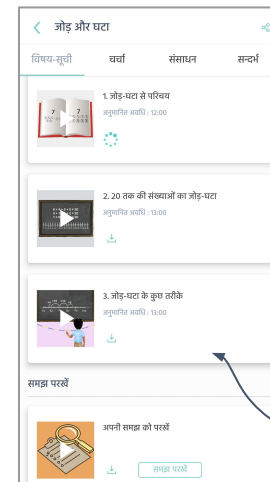 जोड़ और घटा
विषय-सूची चर्चा संसाधन सन्दर्भ
1. जोड़-घटा से परिचय
अनुमानित अवधि : 12:00
2. 20 तक की संख्याओं का जोड़-घटा
अनुमानित अवधि : 13:00
3. जोड़-घटा के कुछ तरीके
अनुमानित अवधि : 13:00
समझ परखें
अपनी समझ को परखें
समझ परखें